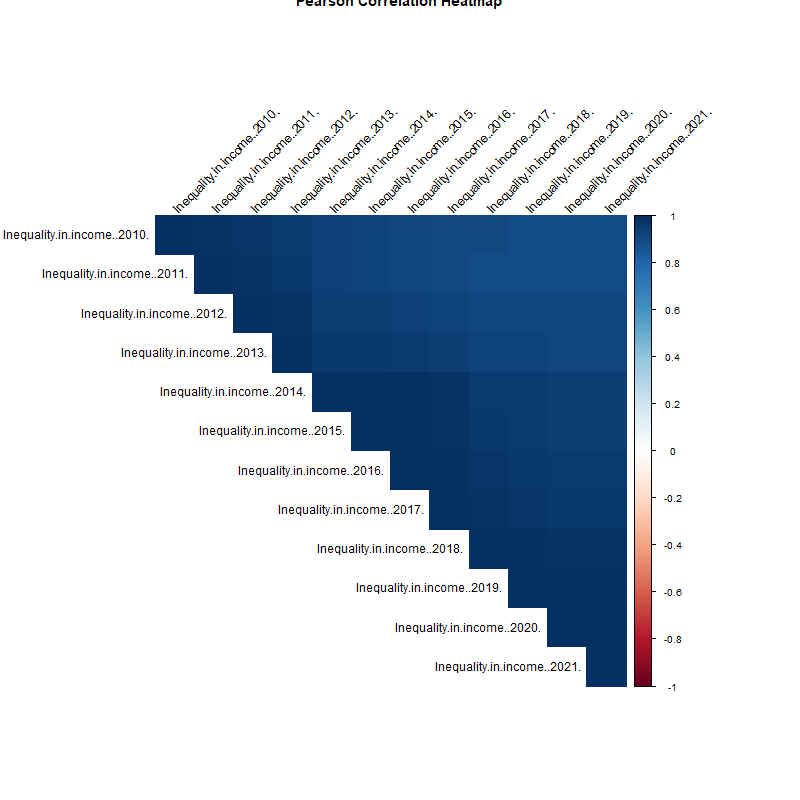 Pearson Correlation Heatmap
Inequality.in.income..2010.
Inequality.in.income..2011.
Inequality.in.income..2012.
Inequality.in.income..2013.
Inequality.in.income..2014.
Inequality.in.income..2015.
Inequality.in.income..2016.
Inequality.in.income..2017.
Inequality.in.income..2018.
Inequality.in.income..2019.
Inequality.in.income..2020.
Inequality.in.income..2021.
Inequality.in.income..2010.
Inequality.in.income..2011.
Inequality.in.income..2012.
Inequality.in.income..2013.
Inequality.in.income..2014.
Inequality.in.income..2015.
Inequality.in.income..2016.
Inequality.in.income..2017.
Inequality.in.income..2018.
Inequality.in.income..2019.
Inequality.in.income..2020.
Inequality.in.income..2021.
1
0.8
0.6
0.4
0.2
0
-0.2
-0.4
-0.6
-0.8
-1